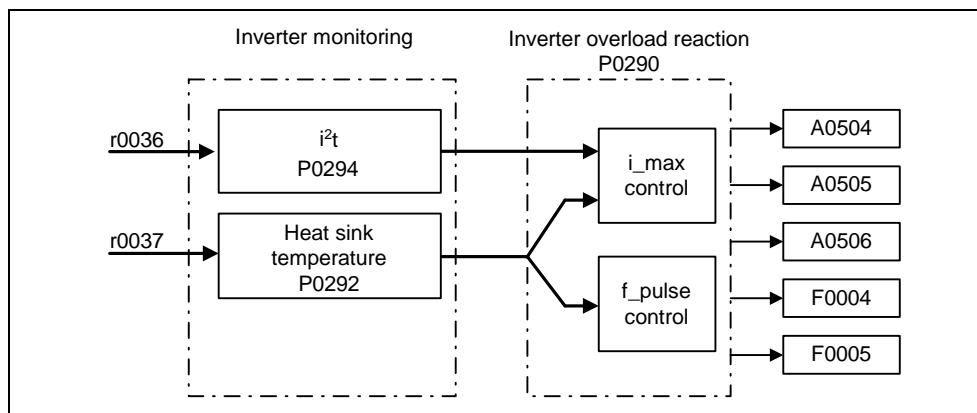 Inverter monitoring
Inverter overload reaction
P0290
r0036
i²t
P0294
r0037
Heat sink
temperature
P0292
i_max
control
f_pulse
control
A0504
A0505
A0506
F0004
F0005